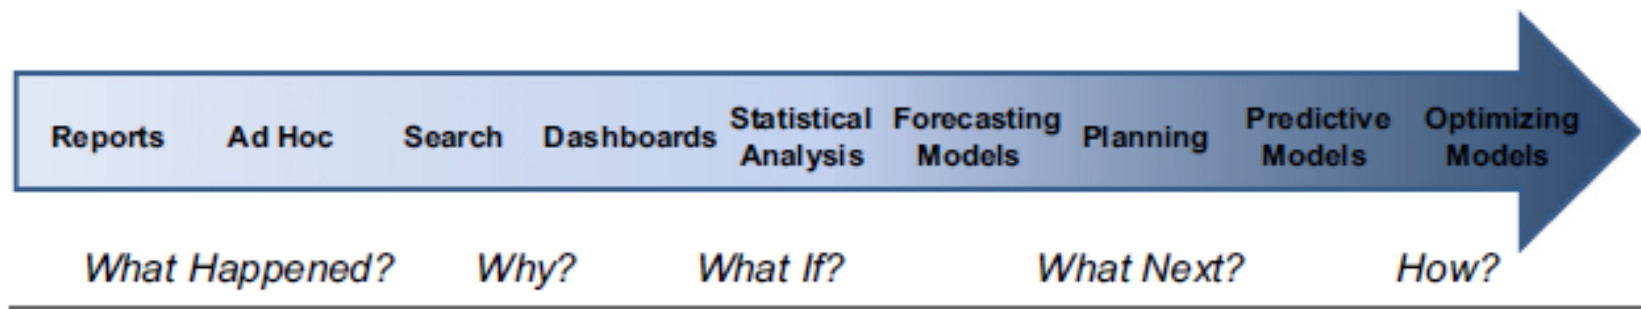 Reports Ad Hoc Search Dashboards Statistical Analysis Forecasting Models Planning Predictive Models Optimizing Models
What Happened? Why? What If? What Next? How?